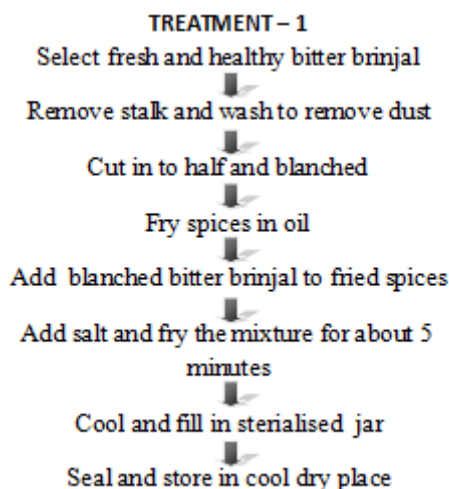 TREATMENT – 1
Select fresh and healthy bitter brinjal
Remove stalk and wash to remove dust
Cut in to half and blanched
Fry spices in oil
Add blanched bitter brinjal to fried spices
Add salt and fry the mixture for about 5
minutes
Cool and fill in sterialised jar
Seal and store in cool dry place